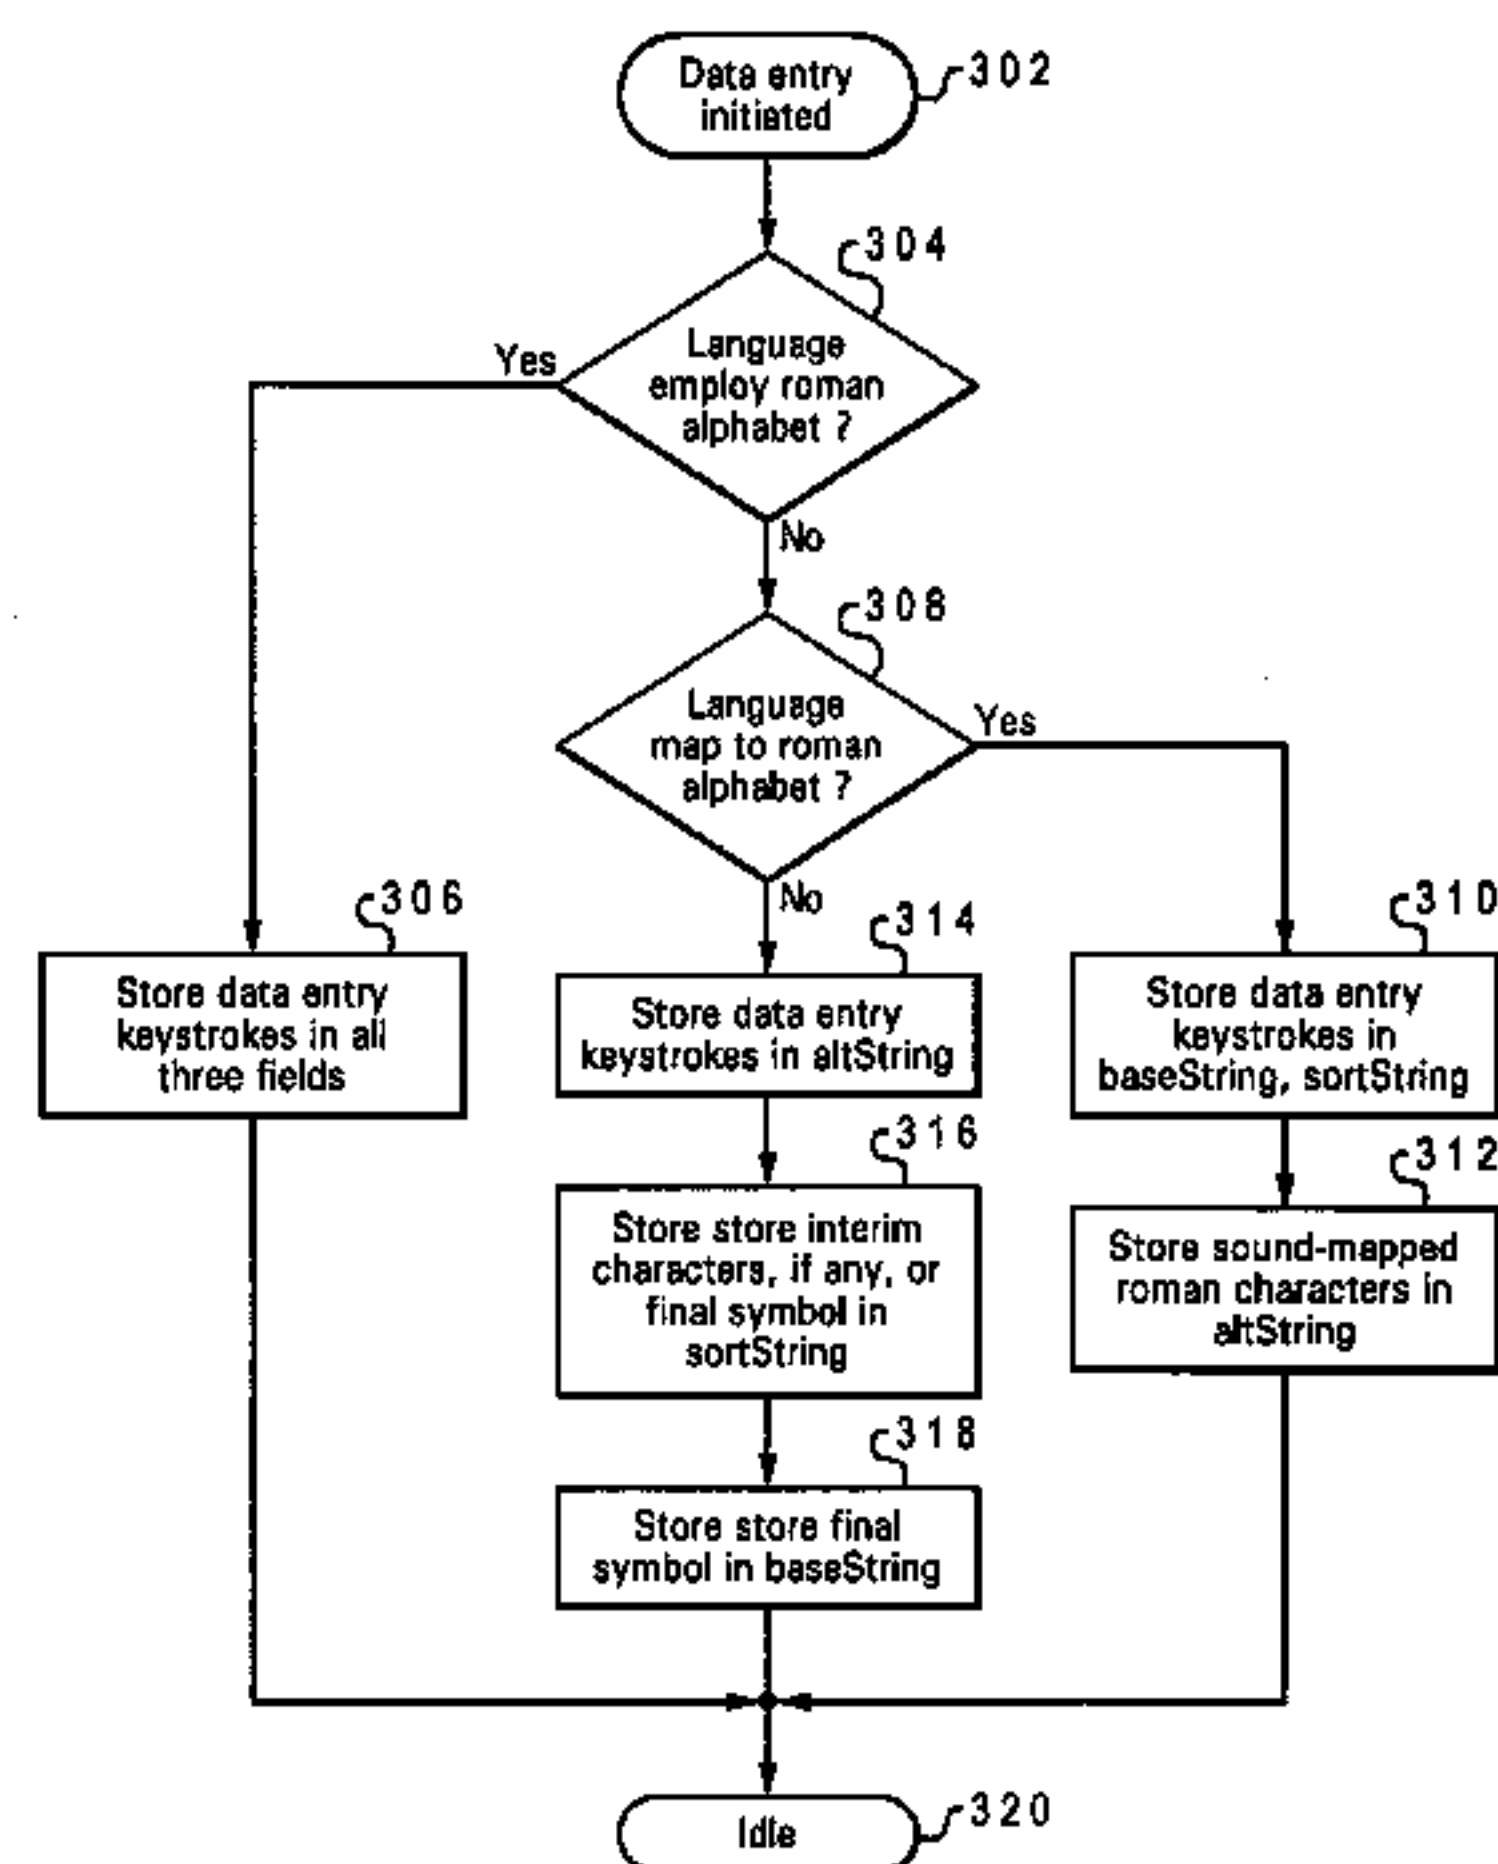 Data entry
initiated
302
304
Language
employ roman
alphabet ?
Yes
No
308
Language
map to roman
alphabet ?
Yes
No
306
Store data entry
keystrokes in all
three fields
314
Store data entry
keystrokes in altString
310
Store data entry
keystrokes in
baseString, sortString
316
Store store interim
characters, if any, or
final symbol in
sortString
312
Store sound-mapped
roman characters in
altString
318
Store store final
symbol in baseString
Idle
320